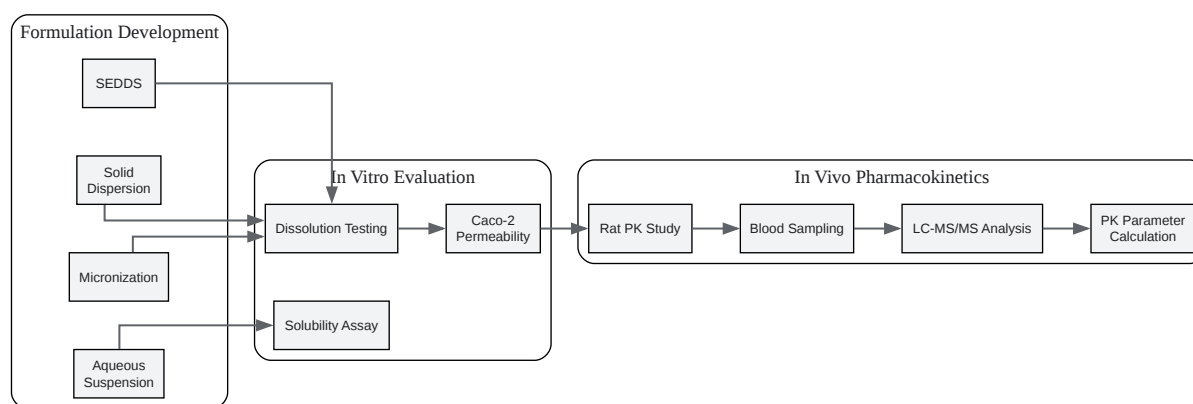 Formulation Development
SEDDS
Solid
Dispersion
Micronization
Aqueous
Suspension
In Vitro Evaluation
Dissolution Testing
Caco-2
Permeability
Solubility Assay
In Vivo Pharmacokinetics
Rat PK Study
Blood Sampling
LC-MS/MS Analysis
PK Parameter
Calculation